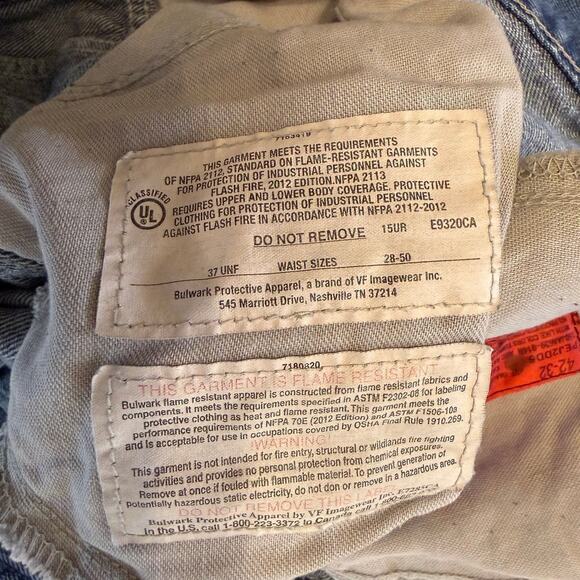 7163419
THIS GARMENT MEETS THE REQUIREMENTS
OF NFPA 2112, STANDARD ON FLAME-RESISTANT GARMENTS
FOR PROTECTION OF INDUSTRIAL PERSONNEL AGAINST
FLASH FIRE, 2012 EDITION. NFPA 2113
REQUIRES UPPER AND LOWER BODY COVERAGE. PROTECTIVE
CLOTHING FOR PROTECTION OF INDUSTRIAL PERSONNEL
AGAINST FLASH FIRE IN ACCORDANCE WITH NFPA 2112-2012
CLASSIFIED
UL
DO NOT REMOVE 15UR E9320CA
37 UNF WAIST SIZES 28-50
Bulwark Protective Apparel, a brand of VF Imagewear Inc.
545 Marriott Drive, Nashville TN 37214
7180820
THIS GARMENT IS FLAME RESISTANT
Bulwark flame resistant apparel is constructed from flame resistant fabrics and
components. It meets the requirements specified in ASTM F2302-08 for labeling
protective clothing as heat and flame resistant. This garment meets the
performance requirements of NFPA 70E (2012 Edition) and ASTM F1506-10a
and is acceptable for use in occupations covered by OSHA Final Rule 1910.269.
!WARNING!
This garment is not intended for fire entry, structural or wildlands fire fighting
activities and provides no personal protection from chemical exposures.
Remove at once if fouled with flammable material. To prevent generation of
potentially hazardous static electricity, do not don or remove in a hazardous area.
DO NOT REMOVE THIS LABEL
Bulwark Protective Apparel by VF Imagewear Inc.
In the U.S. call 1-800-223-3372 to Canada call
42-32
PEJ2DD